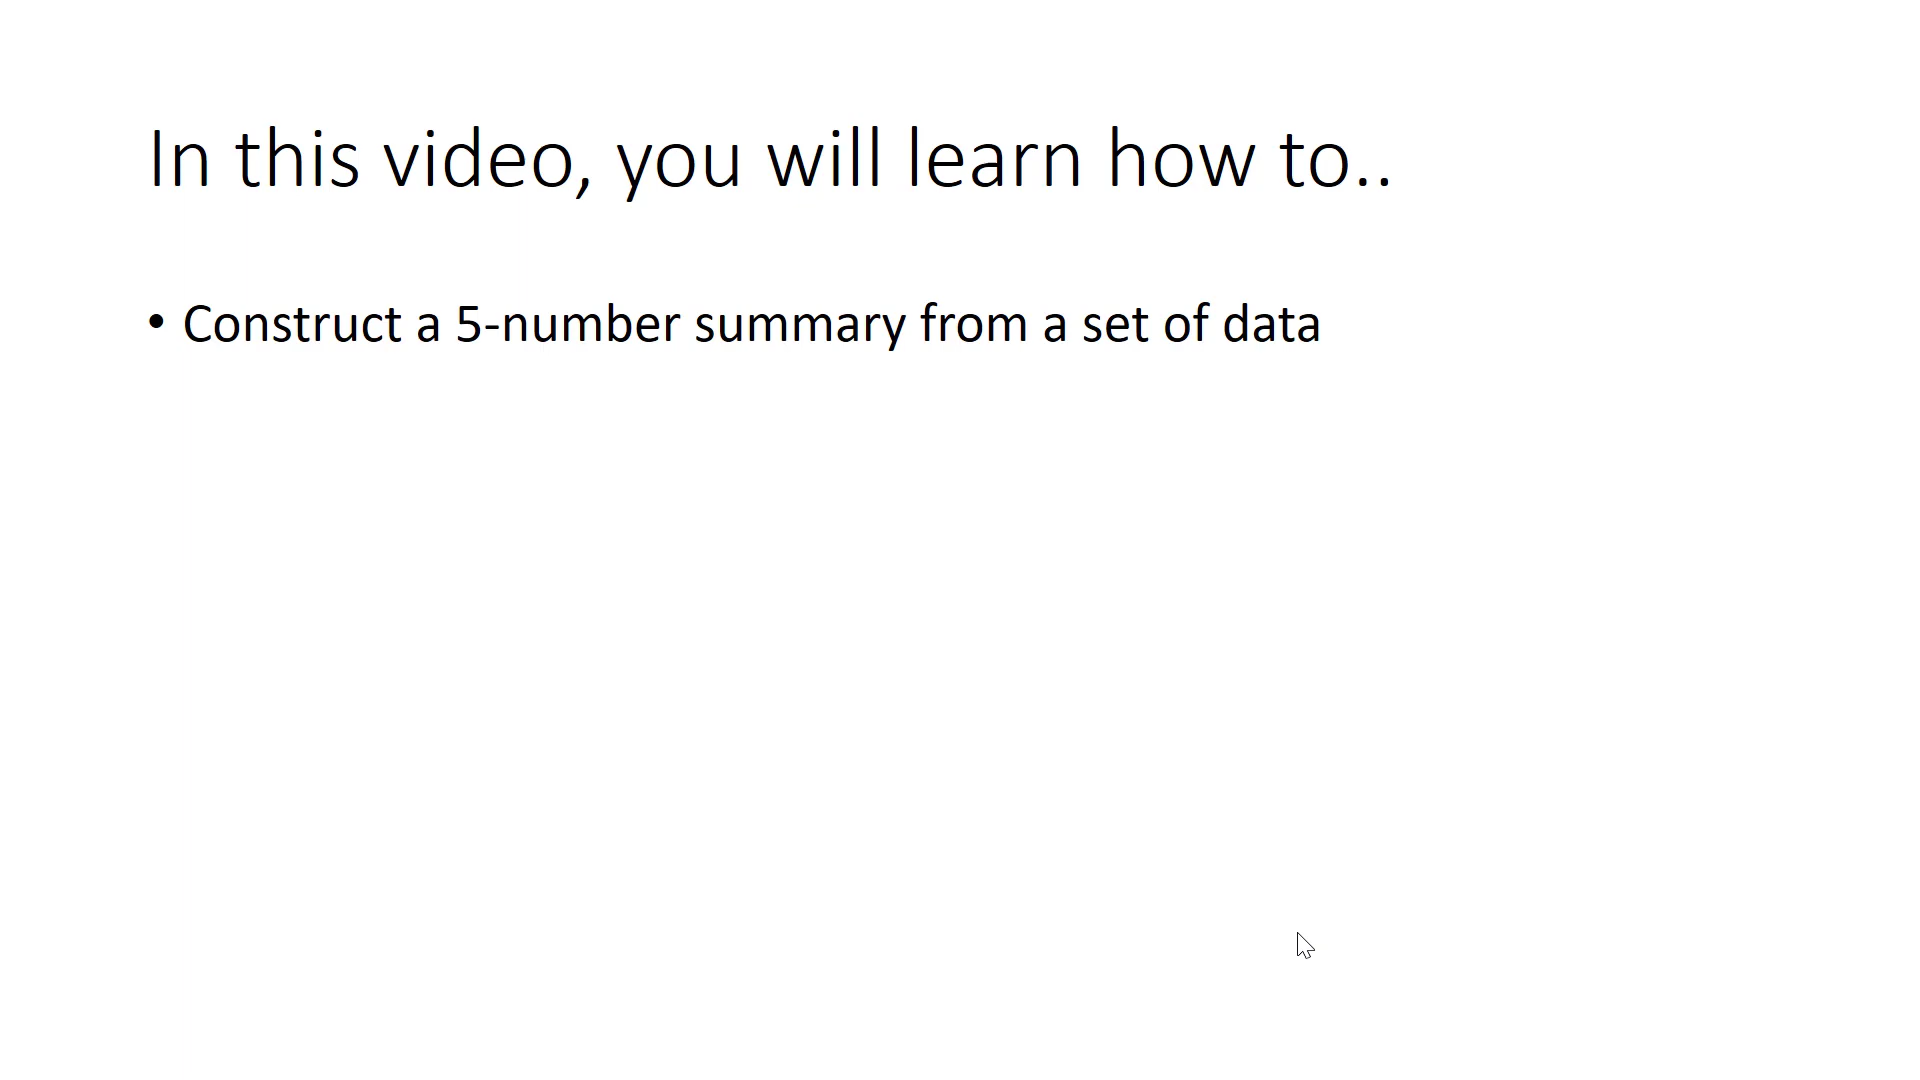 In this video, you will learn how to..
• Construct a 5-number summary from a set of data